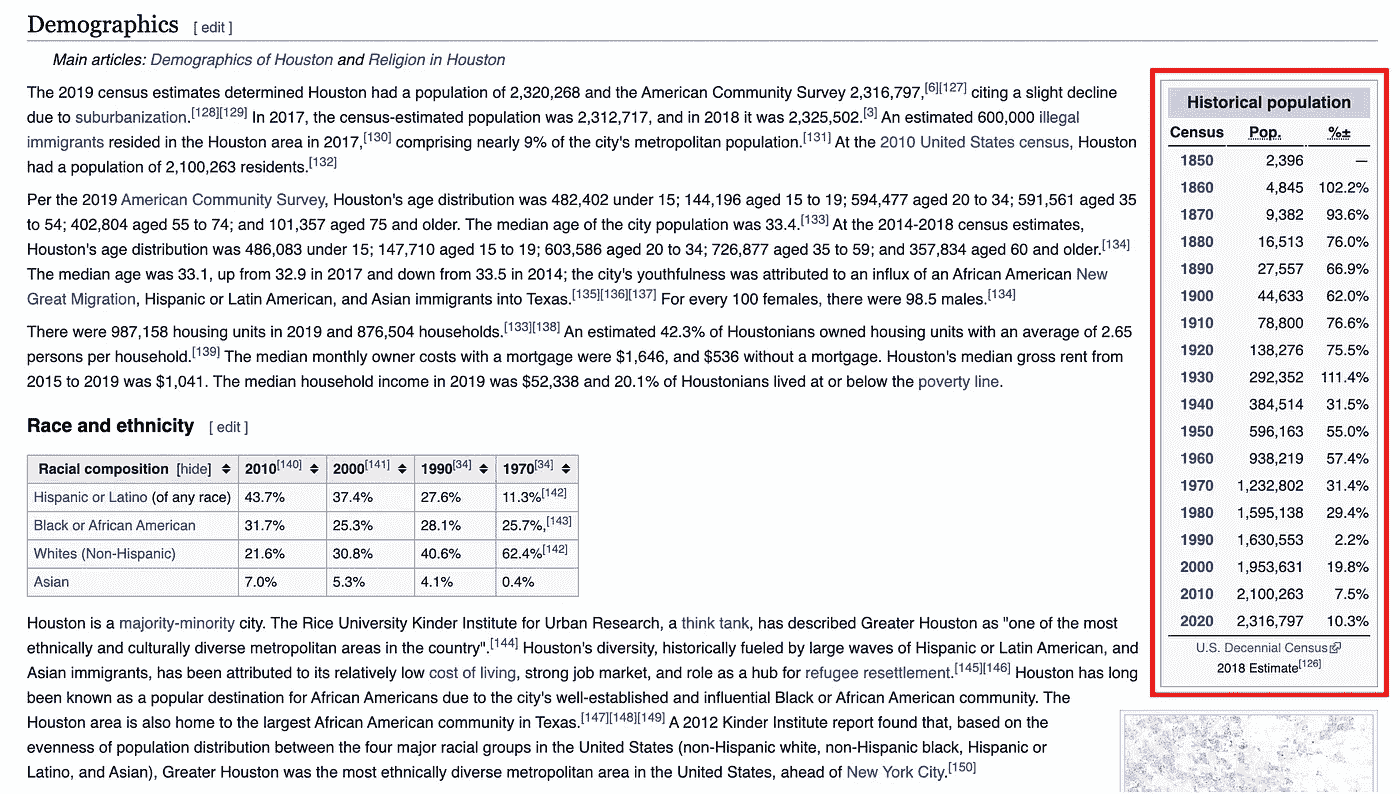 Demographics [ edit ]
Main articles: Demographics of Houston and Religion in Houston
The 2019 census estimates determined Houston had a population of 2,320,268 and the American Community Survey 2,316,797,[6][127] citing a slight decline
due to suburbanization.[128][129] In 2017, the census-estimated population was 2,312,717, and in 2018 it was 2,325,502.[3] An estimated 600,000 illegal
immigrants resided in the Houston area in 2017,[130] comprising nearly 9% of the city's metropolitan population.[131] At the 2010 United States census, Houston
had a population of 2,100,263 residents.[132]
Per the 2019 American Community Survey, Houston's age distribution was 482,402 under 15; 144,196 aged 15 to 19; 594,477 aged 20 to 34; 591,561 aged 35
to 54; 402,804 aged 55 to 74; and 101,357 aged 75 and older. The median age of the city population was 33.4.[133] At the 2014-2018 census estimates,
Houston's age distribution was 486,083 under 15; 147,710 aged 15 to 19; 603,586 aged 20 to 34; 726,877 aged 35 to 59; and 357,834 aged 60 and older.[134]
The median age was 33.1, up from 32.9 in 2017 and down from 33.5 in 2014; the city's youthfulness was attributed to an influx of an African American New
Great Migration, Hispanic or Latin American, and Asian immigrants into Texas.[135][136][137] For every 100 females, there were 98.5 males.[134]
There were 987,158 housing units in 2019 and 876,504 households.[133][138] An estimated 42.3% of Houstonians owned housing units with an average of 2.65
persons per household.[139] The median monthly owner costs with a mortgage were $1,646, and $536 without a mortgage. Houston's median gross rent from
2015 to 2019 was $1,041. The median household income in 2019 was $52,338 and 20.1% of Houstonians lived at or below the poverty line.
Race and ethnicity [ edit ]
Racial composition [hide] 2010[140] 2000[141] 1990[34] 1970[34]
Hispanic or Latino (of any race) 43.7% 37.4% 27.6% 11.3%[142]
Black or African American 31.7% 25.3% 28.1% 25.7%,[143]
Whites (Non-Hispanic) 21.6% 30.8% 40.6% 62.4%[142]
Asian 7.0% 5.3% 4.1% 0.4%
Houston is a majority-minority city. The Rice University Kinder Institute for Urban Research, a think tank, has described Greater Houston as "one of the most
ethnically and culturally diverse metropolitan areas in the country".[144] Houston's diversity, historically fueled by large waves of Hispanic or Latin American, and
Asian immigrants, has been attributed to its relatively low cost of living, strong job market, and role as a hub for refugee resettlement.[145][146] Houston has long
been known as a popular destination for African Americans due to the city's well-established and influential Black or African American community. The
Houston area is also home to the largest African American community in Texas.[147][148][149] A 2012 Kinder Institute report found that, based on the
evenness of population distribution between the four major racial groups in the United States (non-Hispanic white, non-Hispanic black, Hispanic or
Latino, and Asian), Greater Houston was the most ethnically diverse metropolitan area in the United States, ahead of New York City.[150]
Historical population
Census Pop. %±
1850 2,396 —
1860 4,845 102.2%
1870 9,382 93.6%
1880 16,513 76.0%
1890 27,557 66.9%
1900 44,633 62.0%
1910 78,800 76.6%
1920 138,276 75.5%
1930 292,352 111.4%
1940 384,514 31.5%
1950 596,163 55.0%
1960 938,219 57.4%
1970 1,232,802 31.4%
1980 1,595,138 29.4%
1990 1,630,553 2.2%
2000 1,953,631 19.8%
2010 2,100,263 7.5%
2020 2,316,797 10.3%
U.S. Decennial Census
2018 Estimate[126]